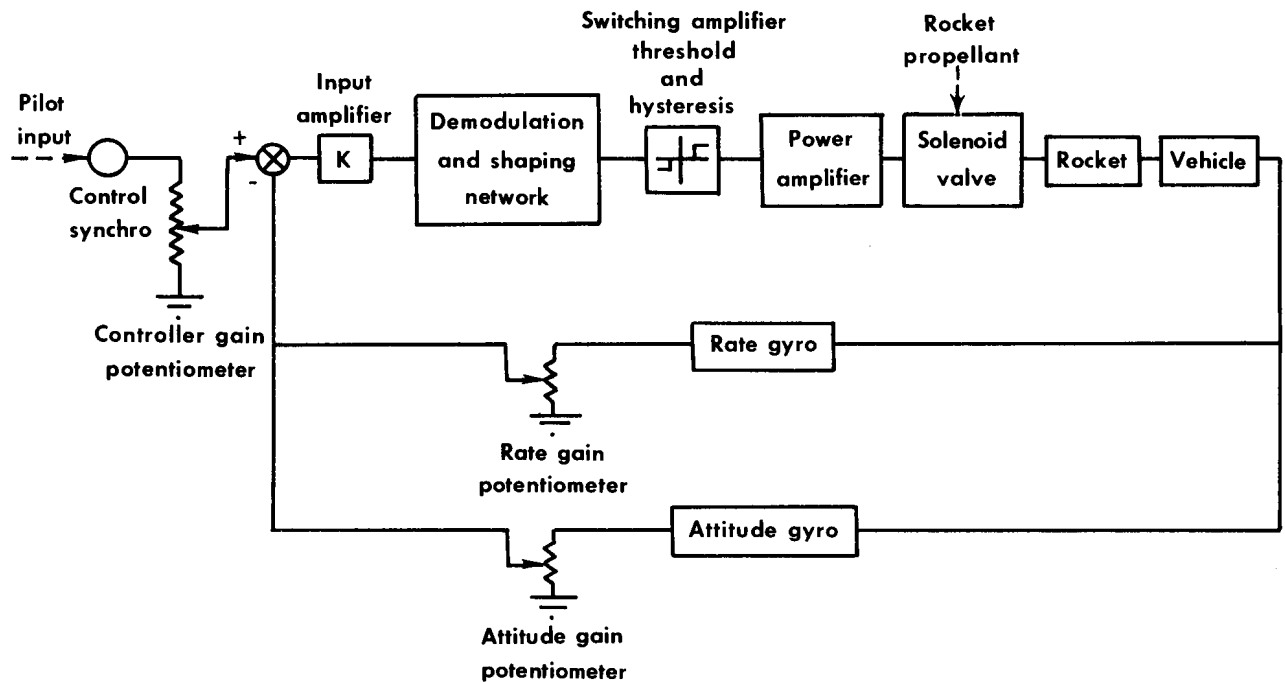 Switching amplifier
threshold
and
hysteresis
Rocket
propellant
Pilot
input
Input
amplifier
+
-
K
Demodulation
and shaping
network
Power
amplifier
Solenoid
valve
Rocket
Vehicle
Control
synchro
Controller gain
potentiometer
Rate gyro
Rate gain
potentiometer
Attitude gyro
Attitude gain
potentiometer